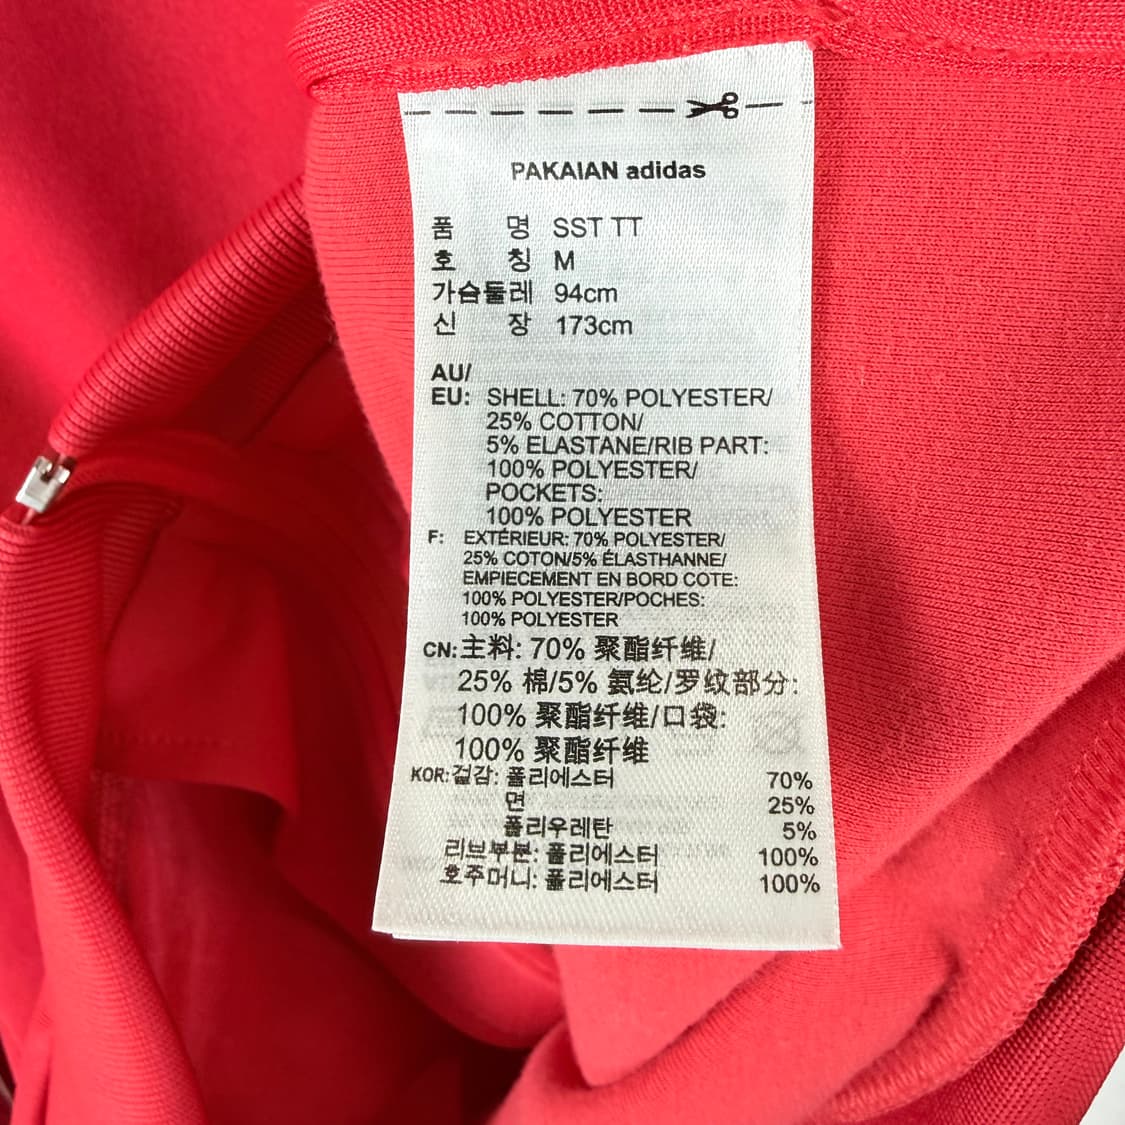 PAKAIAN adidas
품 명 SST TT
호 칭 M
가슴둘레 94cm
신 장 173cm
AU/
EU: SHELL: 70% POLYESTER/
25% COTTON/
5% ELASTANE/RIB PART:
100% POLYESTER/
POCKETS:
100% POLYESTER
F: EXTÉRIEUR: 70% POLYESTER/
25% COTON/5% ÉLASTHANNE/
EMPIECEMENT EN BORD COTE:
100% POLYESTER/POCHES:
100% POLYESTER
CN: 主料: 70% 聚酯纤维/
25% 棉/5% 氨纶/罗纹部分:
100% 聚酯纤维/口袋:
100% 聚酯纤维
KOR: 겉감: 폴리에스터 70%
면 25%
폴리우레탄 5%
리브부분: 폴리에스터 100%
호주머니: 폴리에스터 100%